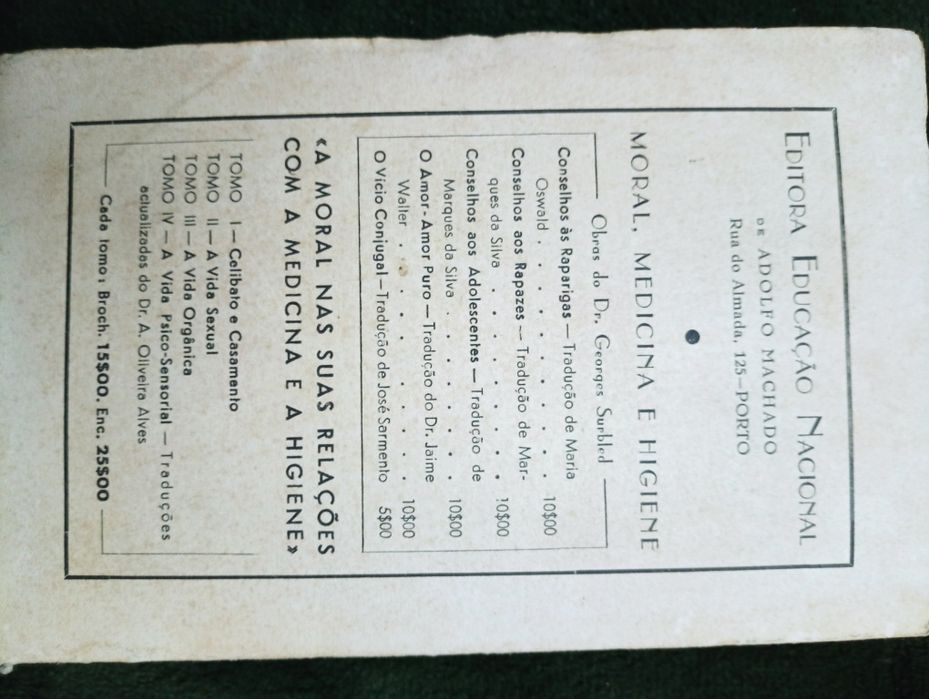 EDITORA EDUCAÇÃO NACIONAL
DE ADOLFO MACHADO
Rua do Almada, 125—PORTO
MORAL, MEDICINA E HIGIENE
Obras do Dr. Georges Surbled
Conselhos às Raparigas — Tradução de Maria
Oswald . . . . . . . . 10$00
Conselhos aos Rapazes — Tradução de Mar-
ques da Silva . . . . . . . 10$00
Conselhos aos Adolescentes — Tradução de
Marques da Silva . . . . . . 10$00
O Amor-Amor Puro — Tradução do Dr. Jaime
Waller . . . . . . . . 10$00
O Vício Conjugal — Tradução de José Sarmento 5$00
«A MORAL NAS SUAS RELAÇÕES
COM A MEDICINA E A HIGIENE»
TOMO I — Celibato e Casamento
TOMO II — A Vida Sexual
TOMO III — A Vida Orgânica
TOMO IV — A Vida Psico-Sensorial — Traduções
actualizadas do Dr. A. Oliveira Alves
Cada tomo: Broch. 15$00. Enc. 25$00